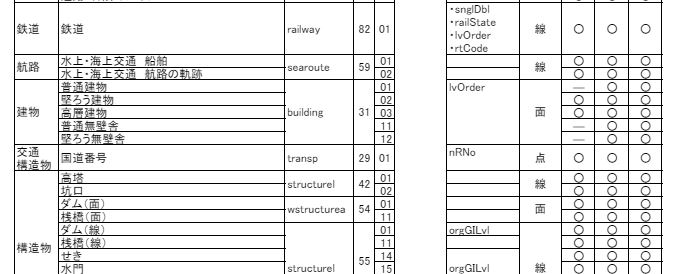 ・snglDbl
・railState
・lvOrder
・rtCode
鉄道 鉄道 railway 82 01 線 ○ ○ ○
航路 水上・海上交通 船舶 searoute 59 01 線 ○ ○ ○
水上・海上交通 航路の軌跡 02 ○ ○ ○
建物 普通建物 building 31 01 lvOrder 面 — ○ ○
堅ろう建物 02 ○ ○ ○
高層建物 03 ○ ○ ○
普通無壁舎 11 — ○ ○
堅ろう無壁舎 12 — ○ ○
交通
構造物 国道番号 transp 29 01 nRNo 点 ○ ○ ○
構造物 高塔 structurel 42 01 線 ○ ○ ○
坑口 02 ○ ○ ○
ダム(面) wstructurea 54 01 面 ○ ○ ○
桟橋(面) 11 ○ ○ ○
ダム(線) structurel 55 01 orgGILvl 線 ○ ○ ○
桟橋(線) 11 ○ ○ ○
せき 14 ○ ○ ○
水門 15 orgGILvl ○ ○ ○